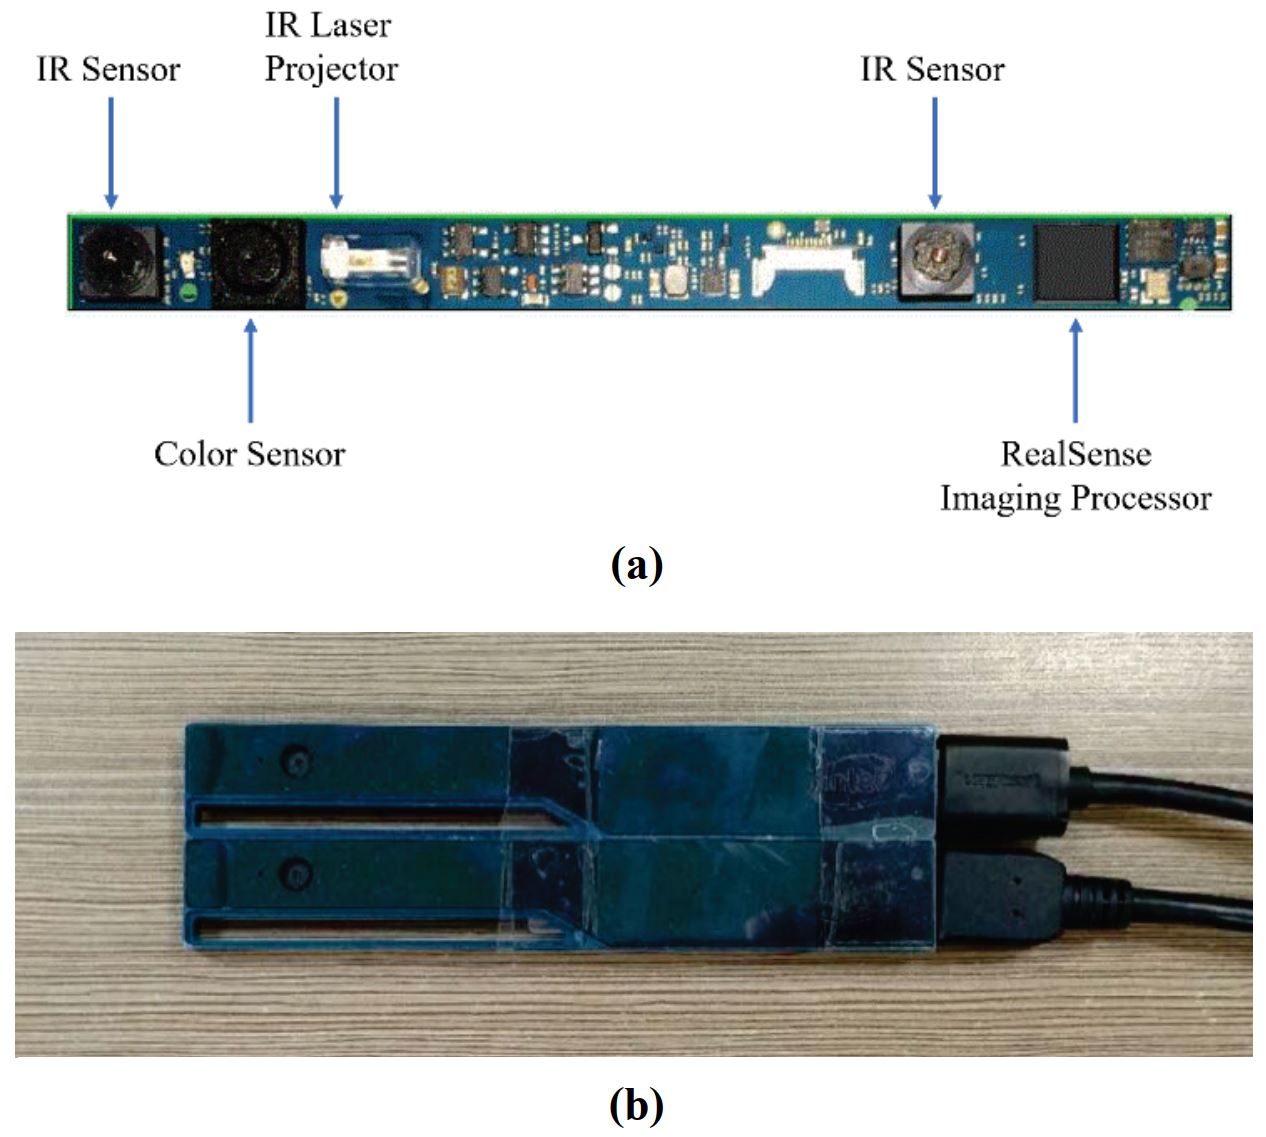 IR Laser
Projector
IR Sensor
IR Sensor
Color Sensor
RealSense
Imaging Processor
(a)
intel
(b)